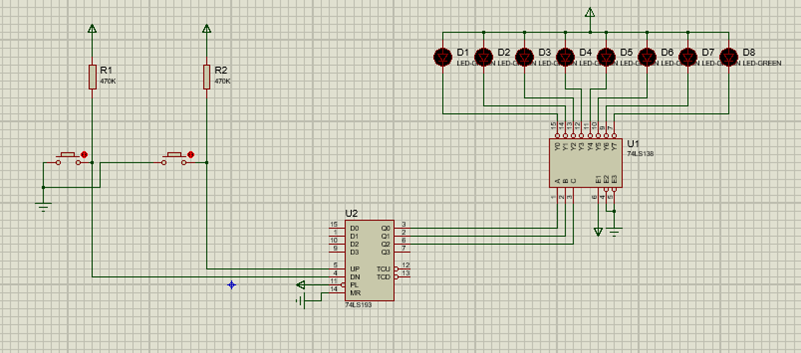 R1
470K
R2
470K
D1
LED-GREEN
D2
LED-GREEN
D3
LED-GREEN
D4
LED-GREEN
D5
LED-GREEN
D6
LED-GREEN
D7
LED-GREEN
D8
LED-GREEN
15 14 13 12 11 10 9 7
Y0 Y1 Y2 Y3 Y4 Y5 Y6 Y7
U1
74LS138
A B C E1 E2 E3
1 2 3 6 4 5
U2
15 D0 Q0 3
1 D1 Q1 2
10 D2 Q2 6
9 D3 Q3 7
5 UP TCU 12
4 DN TCD 13
11 PL
14 MR
74LS193